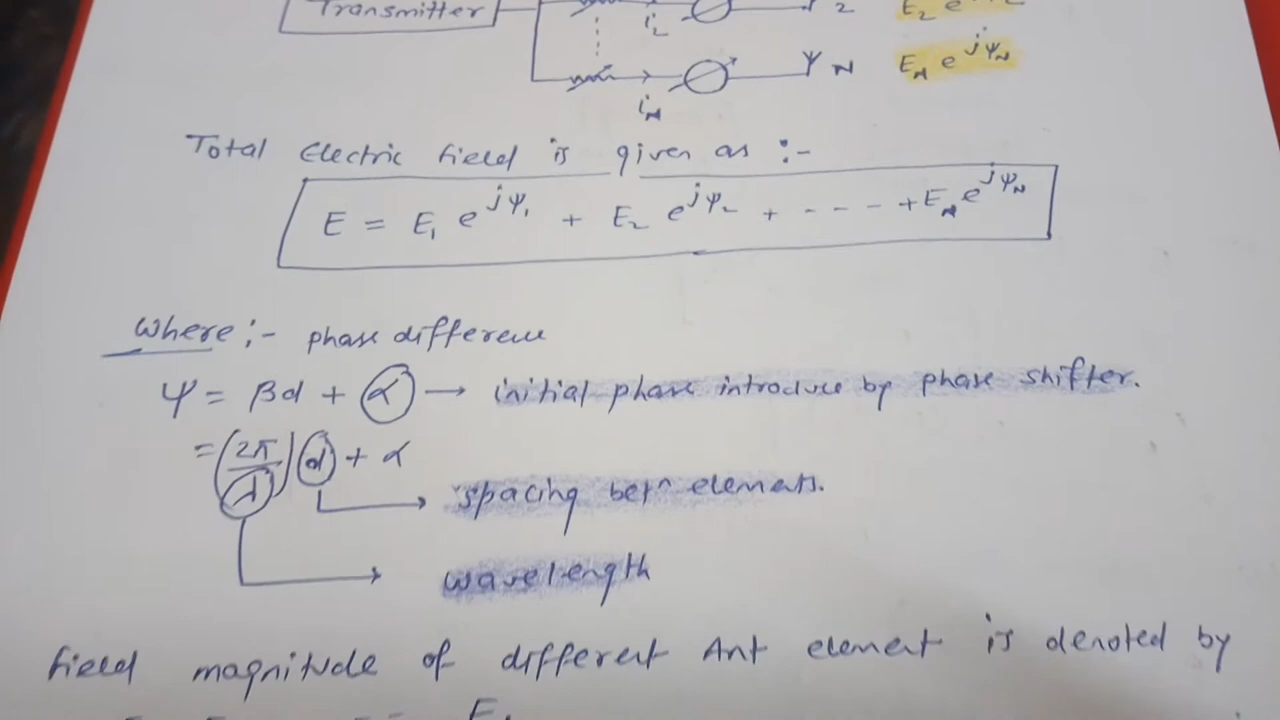 Transmitter
i2 2 E2 e
iN Ψ N EN e^jΨN
Total Electric field is given as :-
E = E1 e^jΨ1 + E2 e^jΨ2 + - - - - + EN e^jΨN
Where :- phase difference
Ψ = βd + α → initial phase introduce by phase shifter.
= (2π/λ) d + α
spacing betn elements.
wavelength
field magnitude of different Ant element is denoted by